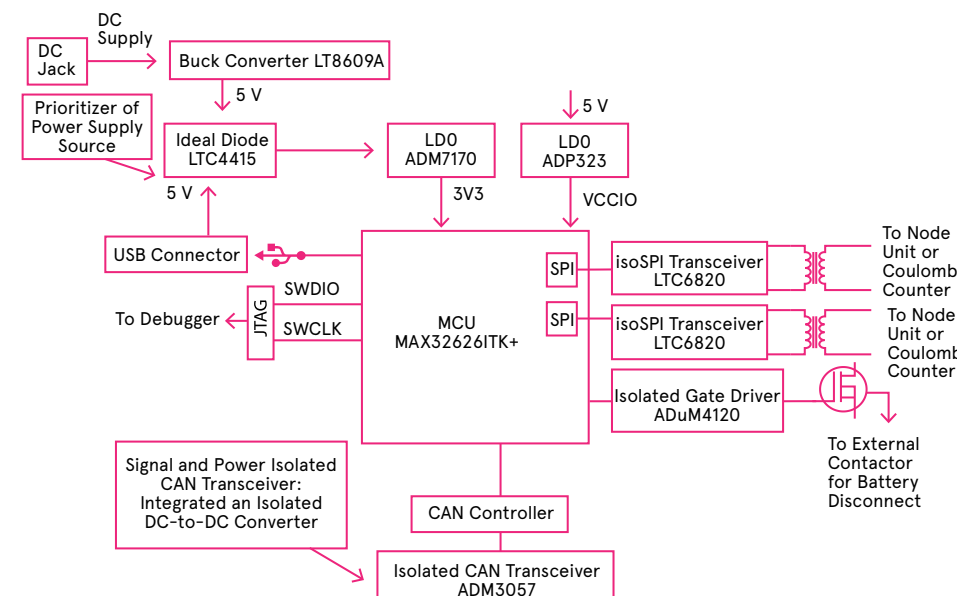 DC
Supply
DC
Jack
Buck Converter LT8609A
5 V
Prioritizer of
Power Supply
Source
Ideal Diode
LTC4415
5 V
LD0
ADM7170
3V3
5 V
LD0
ADP323
VCCIO
USB Connector
JTAG
SWDIO
SWCLK
To Debugger
MCU
MAX32626ITK+
SPI
isoSPI Transceiver
LTC6820
To Node
Unit or
Coulomb
Counter
SPI
isoSPI Transceiver
LTC6820
To Node
Unit or
Coulomb
Counter
Isolated Gate Driver
ADuM4120
To External
Contactor
for Battery
Disconnect
Signal and Power Isolated
CAN Transceiver:
Integrated an Isolated
DC-to-DC Converter
CAN Controller
Isolated CAN Transceiver
ADM3057